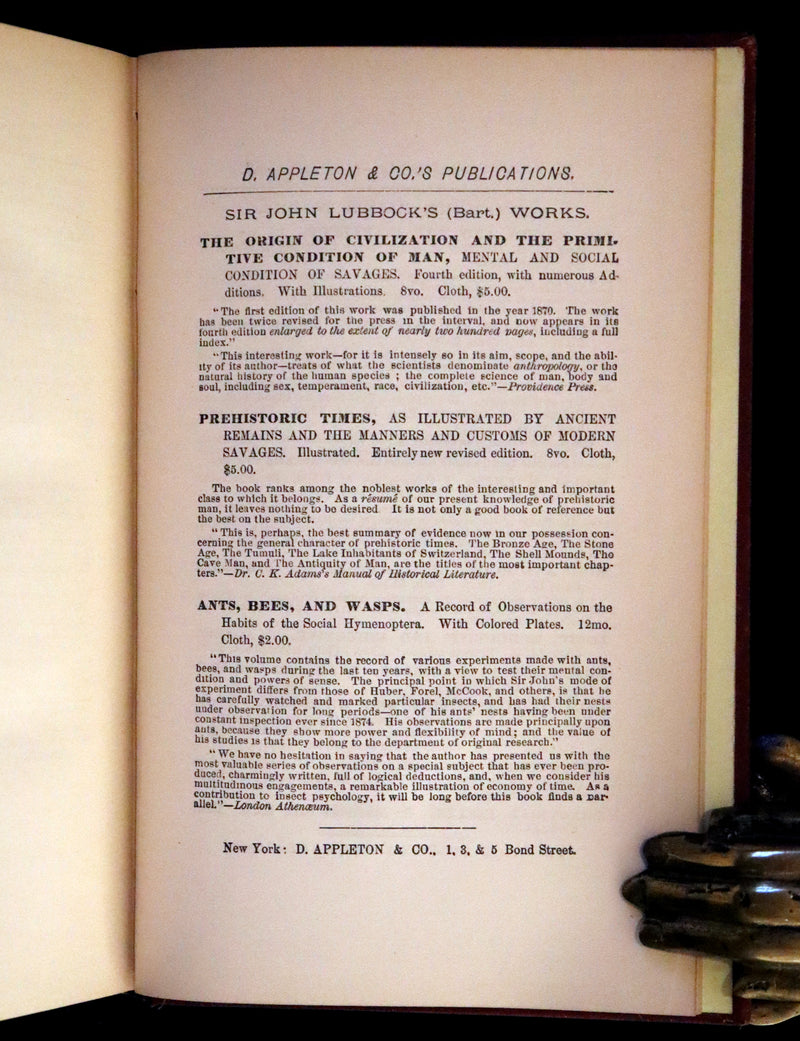 D. APPLETON & CO.'S PUBLICATIONS.
SIR JOHN LUBBOCK'S (Bart.) WORKS.
THE ORIGIN OF CIVILIZATION AND THE PRIMI-
TIVE CONDITION OF MAN, MENTAL AND SOCIAL
CONDITION OF SAVAGES. Fourth edition, with numerous Ad-
ditions. With Illustrations. 8vo. Cloth, $5.00.
"The first edition of this work was published in the year 1870. The work
has been twice revised for the press in the interval, and now appears in its
fourth edition enlarged to the extent of nearly two hundred pages, including a full
index."
"This interesting work—for it is intensely so in its aim, scope, and the abil-
ity of its author—treats of what the scientists denominate anthropology, or the
natural history of the human species ; the complete science of man, body and
soul, including sex, temperament, race, civilization, etc."—Providence Press.
PREHISTORIC TIMES, AS ILLUSTRATED BY ANCIENT
REMAINS AND THE MANNERS AND CUSTOMS OF MODERN
SAVAGES. Illustrated. Entirely new revised edition. 8vo. Cloth,
$5.00.
The book ranks among the noblest works of the interesting and important
class to which it belongs. As a résumé of our present knowledge of prehistoric
man, it leaves nothing to be desired. It is not only a good book of reference but
the best on the subject.
"This is, perhaps, the best summary of evidence now in our possession con-
cerning the general character of prehistoric times. The Bronze Age, The Stone
Age, The Tumuli, The Lake Inhabitants of Switzerland, The Shell Mounds, The
Cave Man, and The Antiquity of Man, are the titles of the most important chap-
ters."—Dr. C. K. Adams's Manual of Historical Literature.
ANTS, BEES, AND WASPS. A Record of Observations on the
Habits of the Social Hymenoptera. With Colored Plates. 12mo.
Cloth, $2.00.
"This volume contains the record of various experiments made with ants,
bees, and wasps during the last ten years, with a view to test their mental con-
dition and powers of sense. The principal point in which Sir John's mode of
experiment differs from those of Huber, Forel, McCook, and others, is that he
has carefully watched and marked particular insects, and has had their nests
under observation for long periods—one of his ants' nests having been under
constant inspection ever since 1874. His observations are made principally upon
ants, because they show more power and flexibility of mind; and the value of
his studies is that they belong to the department of original research."
"We have no hesitation in saying that the author has presented us with the
most valuable series of observations on a special subject that has ever been pro-
duced, charmingly written, full of logical deductions, and, when we consider his
multitudinous engagements, a remarkable illustration of economy of time. As a
contribution to insect psychology, it will be long before this book finds a par-
allel."—London Athenæum.
New York: D. APPLETON & CO., 1, 3, & 5 Bond Street.